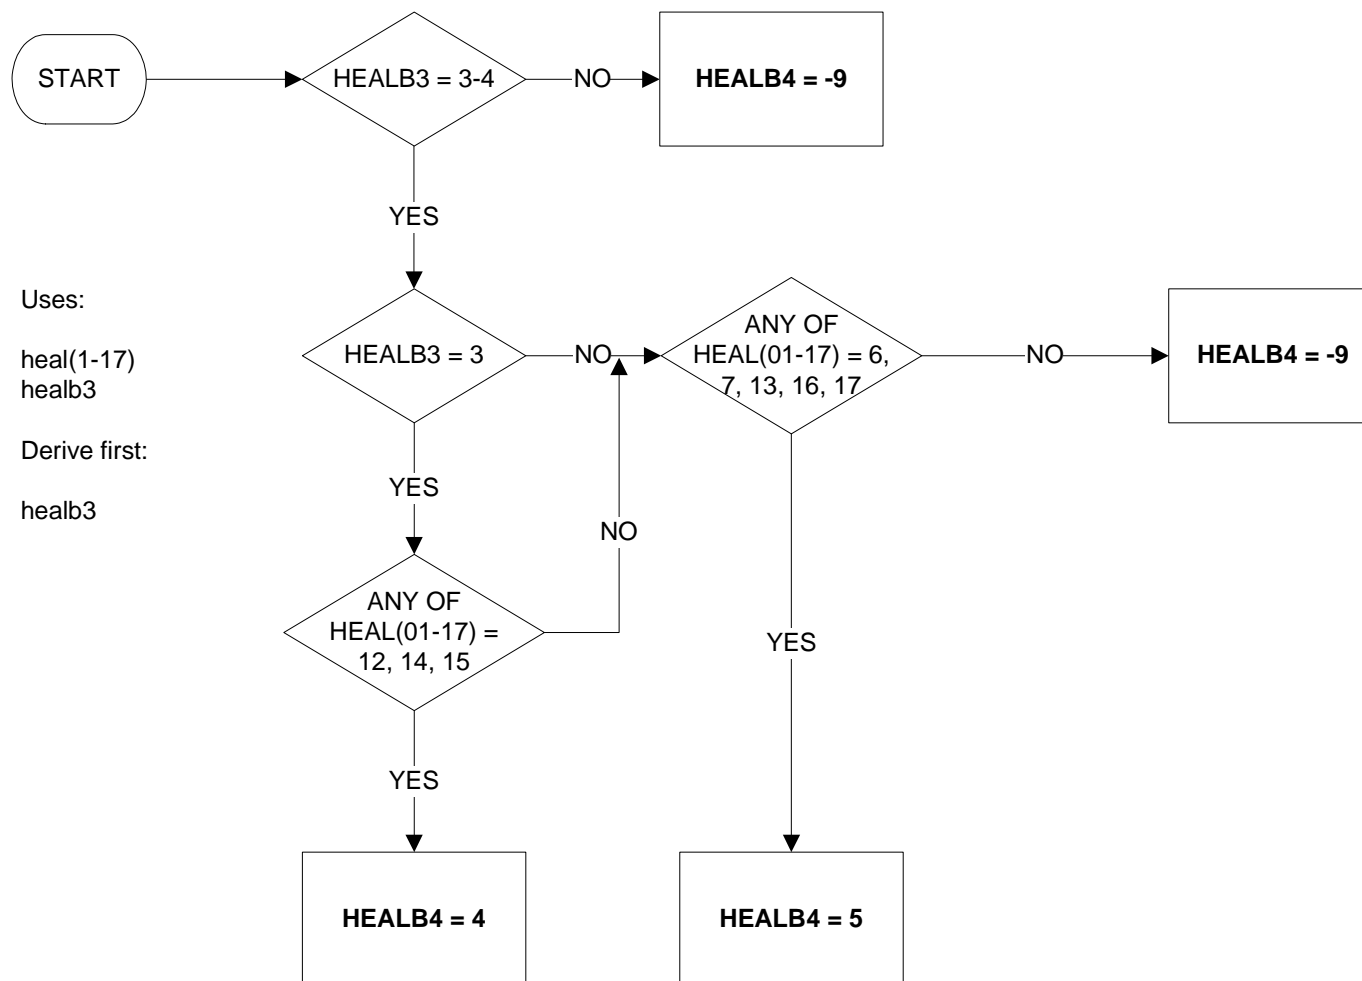 START
HEALB3 = 3-4
NO
HEALB4 = -9
YES
Uses:
heal(1-17)
healb3
Derive first:
healb3
HEALB3 = 3
NO
ANY OF
HEAL(01-17) = 6,
7, 13, 16, 17
NO
HEALB4 = -9
YES
NO
ANY OF
HEAL(01-17) =
12, 14, 15
YES
YES
HEALB4 = 4
HEALB4 = 5